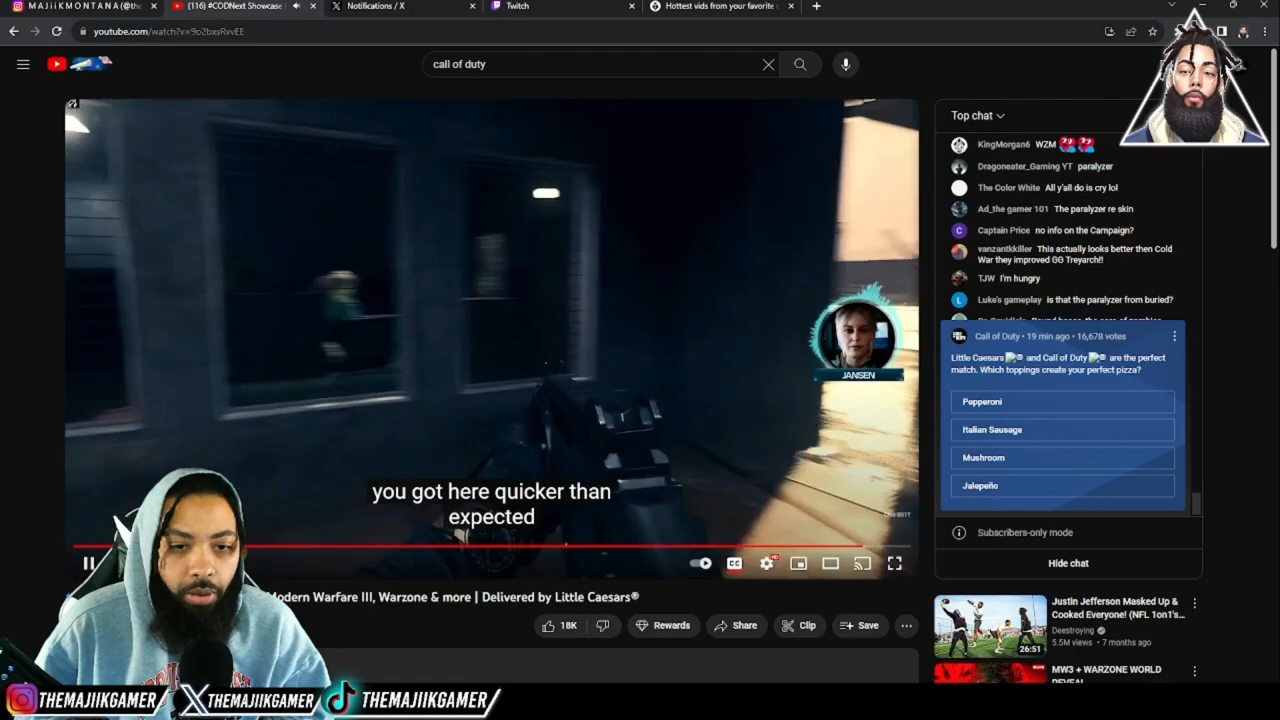 MAJiiKMONTANA(@the
(116) #CODNext Showcase
Notifications / X
Twitch
Hottest vids from your favorite
youtube.com/watch?v=9o2bxsRvvEE
call of duty
Top chat
KingMorgan6 WZM
Dragoneater_Gaming YT paralyzer
The Color White All y'all do is cry lol
Ad_the gamer 101 The paralyzer re skin
Captain Price no info on the Campaign?
vanzantkkiller This actually looks better then Cold
War they improved GG Treyarch!!
TJW I'm hungry
Luke's gameplay is that the paralyzer from buried?
Call of Duty • 19 min ago • 16,678 votes
Little Caesars ® and Call of Duty ® are the perfect
match. Which toppings create your perfect pizza?
Pepperoni
Italian Sausage
Mushroom
Jalepeño
Subscribers-only mode
Hide chat
JANSEN
you got here quicker than
expected
CC
HD
Modern Warfare III, Warzone & more | Delivered by Little Caesars®
18K
Rewards
Share
Clip
Save
Justin Jefferson Masked Up &
Cooked Everyone! (NFL 1on1's...
Deestroying
5.5M views • 7 months ago
26:51
MW3 + WARZONE WORLD
THEMAJIIKGAMER
THEMAJIIKGAMER
THEMAJIIKGAMER